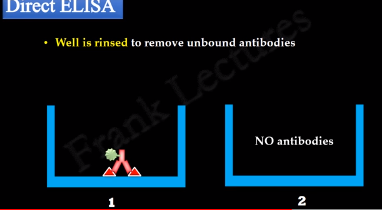 Direct ELISA
• Well is rinsed to remove unbound antibodies
Frank Lectures
NO antibodies
1
2